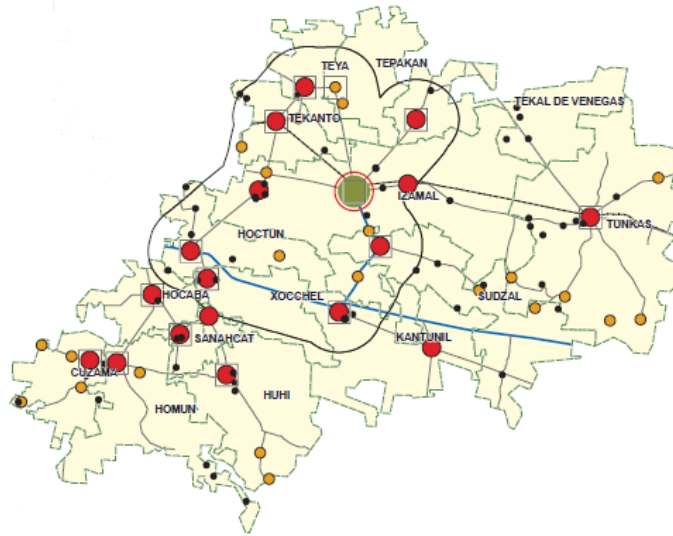 TEYA
TEPAKAN
TEKAL DE VENEGAS
TEKANTO
IZAMAL
TUNKAS
HOCTUN
HOCABA
XOCCHEL
SUDZAL
SANAHCAT
KANTUNIL
CUZAMA
HOMUN
HUHI